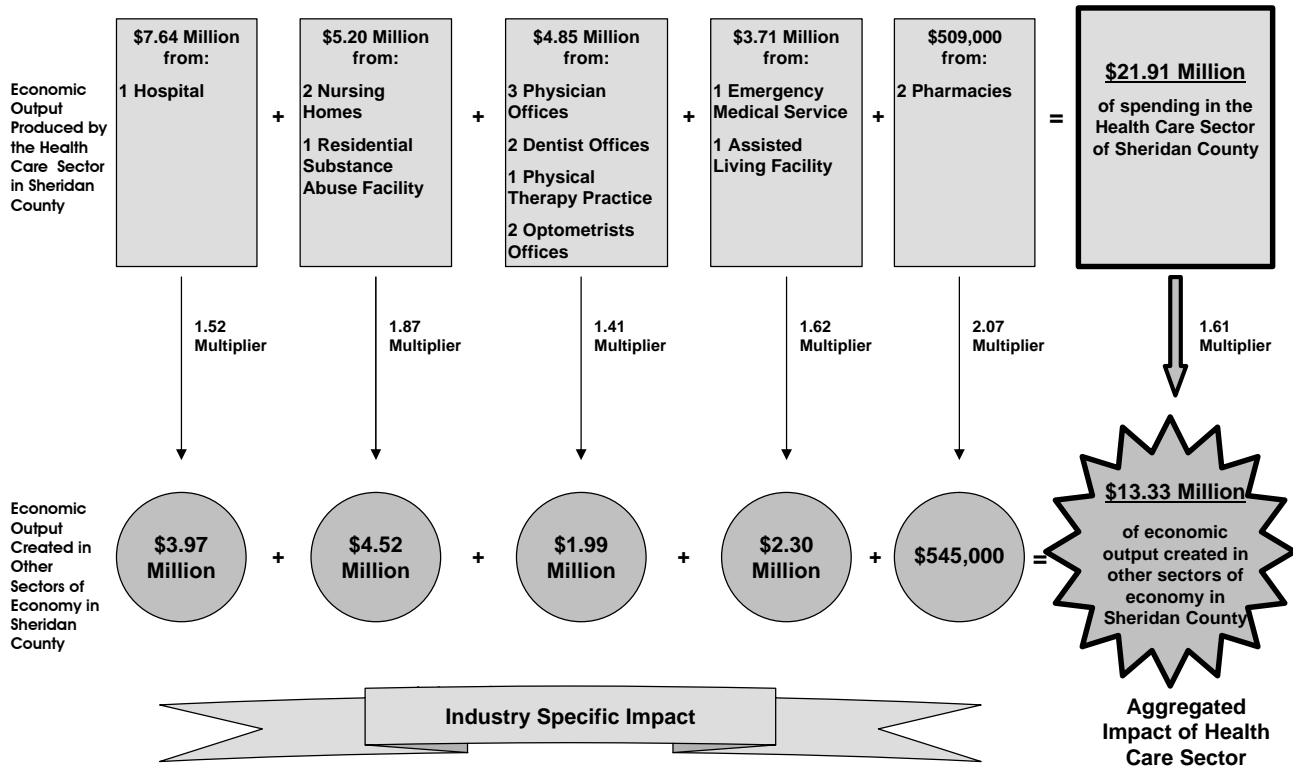 Economic
Output
Produced by
the Health
Care Sector
in Sheridan
County
$7.64 Million
from:
1 Hospital
+
$5.20 Million
from:
2 Nursing
Homes
1 Residential
Substance
Abuse Facility
+
$4.85 Million
from:
3 Physician
Offices
2 Dentist Offices
1 Physical
Therapy Practice
2 Optometrists
Offices
+
$3.71 Million
from:
1 Emergency
Medical Service
1 Assisted
Living Facility
+
$509,000
from:
2 Pharmacies
=
$21.91 Million
of spending in the
Health Care Sector
of Sheridan County
1.52
Multiplier
1.87
Multiplier
1.41
Multiplier
1.62
Multiplier
2.07
Multiplier
1.61
Multiplier
Economic
Output
Created in
Other
Sectors of
Economy in
Sheridan
County
$3.97
Million
+
$4.52
Million
+
$1.99
Million
+
$2.30
Million
+
$545,000
=
$13.33 Million
of economic
output created in
other sectors of
economy in
Sheridan County
Industry Specific Impact
Aggregated
Impact of Health
Care Sector